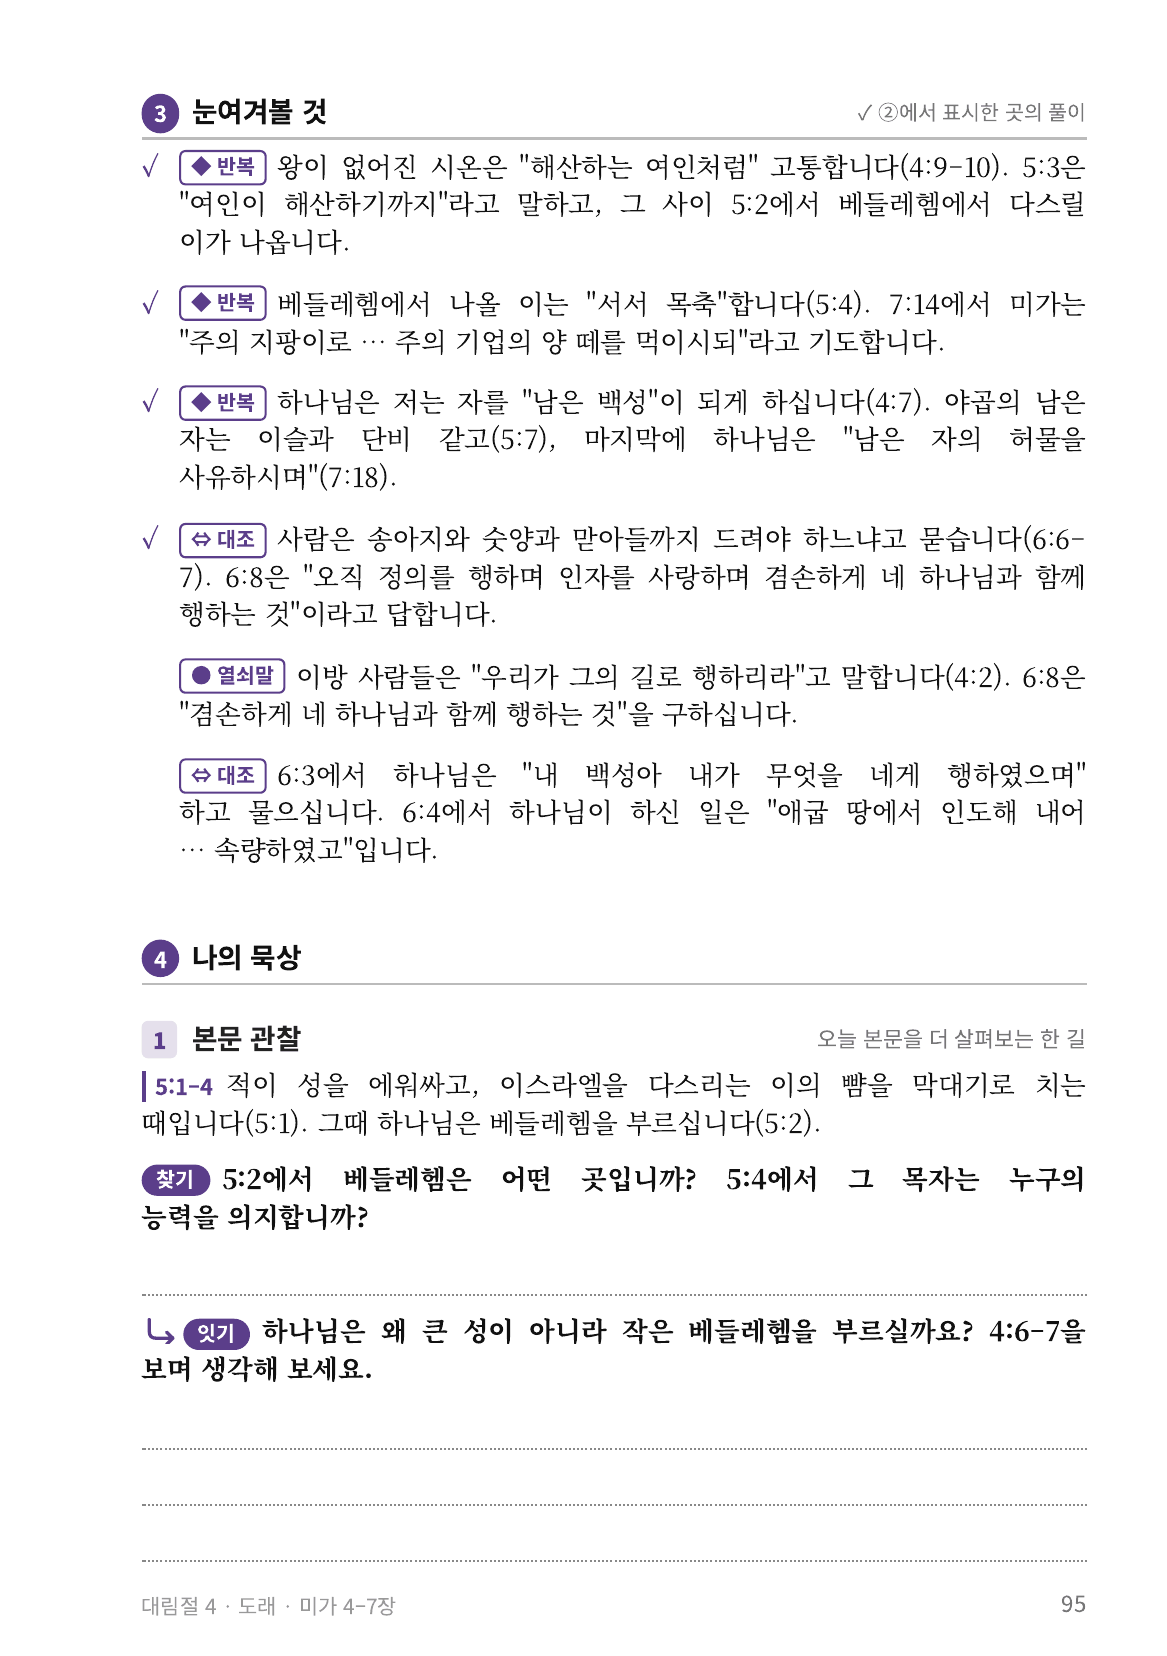 3 눈여겨볼 것 ✓ ②에서 표시한 곳의 풀이
✓ ◆ 반복 왕이 없어진 시온은 "해산하는 여인처럼" 고통합니다(4:9–10). 5:3은
"여인이 해산하기까지"라고 말하고, 그 사이 5:2에서 베들레헴에서 다스릴
이가 나옵니다.
✓ ◆ 반복 베들레헴에서 나올 이는 "서서 목축"합니다(5:4). 7:14에서 미가는
"주의 지팡이로 … 주의 기업의 양 떼를 먹이시되"라고 기도합니다.
✓ ◆ 반복 하나님은 저는 자를 "남은 백성"이 되게 하십니다(4:7). 야곱의 남은
자는 이슬과 단비 같고(5:7), 마지막에 하나님은 "남은 자의 허물을
사유하시며"(7:18).
✓ ⇔ 대조 사람은 송아지와 숫양과 맏아들까지 드려야 하느냐고 묻습니다(6:6–
7). 6:8은 "오직 정의를 행하며 인자를 사랑하며 겸손하게 네 하나님과 함께
행하는 것"이라고 답합니다.
● 열쇠말 이방 사람들은 "우리가 그의 길로 행하리라"고 말합니다(4:2). 6:8은
"겸손하게 네 하나님과 함께 행하는 것"을 구하십니다.
⇔ 대조 6:3에서 하나님은 "내 백성아 내가 무엇을 네게 행하였으며"
하고 물으십니다. 6:4에서 하나님이 하신 일은 "애굽 땅에서 인도해 내어
… 속량하였고"입니다.
4 나의 묵상
1 본문 관찰 오늘 본문을 더 살펴보는 한 길
5:1–4 적이 성을 에워싸고, 이스라엘을 다스리는 이의 뺨을 막대기로 치는
때입니다(5:1). 그때 하나님은 베들레헴을 부르십니다(5:2).
찾기 5:2에서 베들레헴은 어떤 곳입니까? 5:4에서 그 목자는 누구의
능력을 의지합니까?
잇기 하나님은 왜 큰 성이 아니라 작은 베들레헴을 부르실까요? 4:6–7을
보며 생각해 보세요.
대림절 4 · 도래 · 미가 4–7장 95